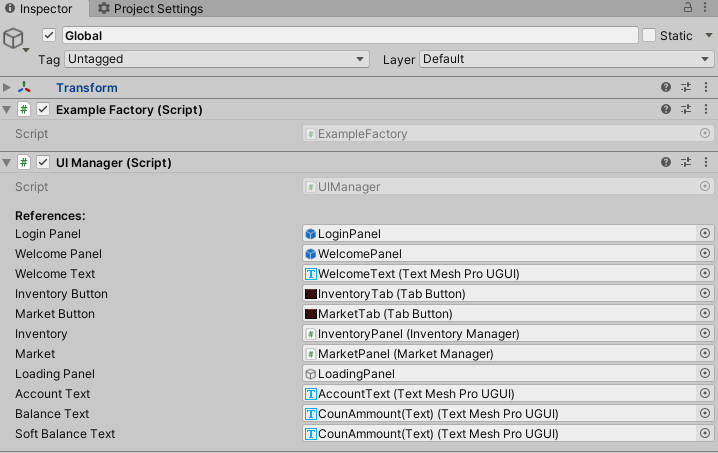 Inspector Project Settings
Global Static
Tag Untagged Layer Default
Transform
# Example Factory (Script)
Script # ExampleFactory
# UI Manager (Script)
Script # UIManager
References:
Login Panel LoginPanel
Welcome Panel WelcomePanel
Welcome Text T WelcomeText (Text Mesh Pro UGUI)
Inventory Button InventoryTab (Tab Button)
Market Button MarketTab (Tab Button)
Inventory # InventoryPanel (Inventory Manager)
Market # MarketPanel (Market Manager)
Loading Panel LoadingPanel
Account Text T AccountText (Text Mesh Pro UGUI)
Balance Text T CounAmmount(Text) (Text Mesh Pro UGUI)
Soft Balance Text T CounAmmount(Text) (Text Mesh Pro UGUI)